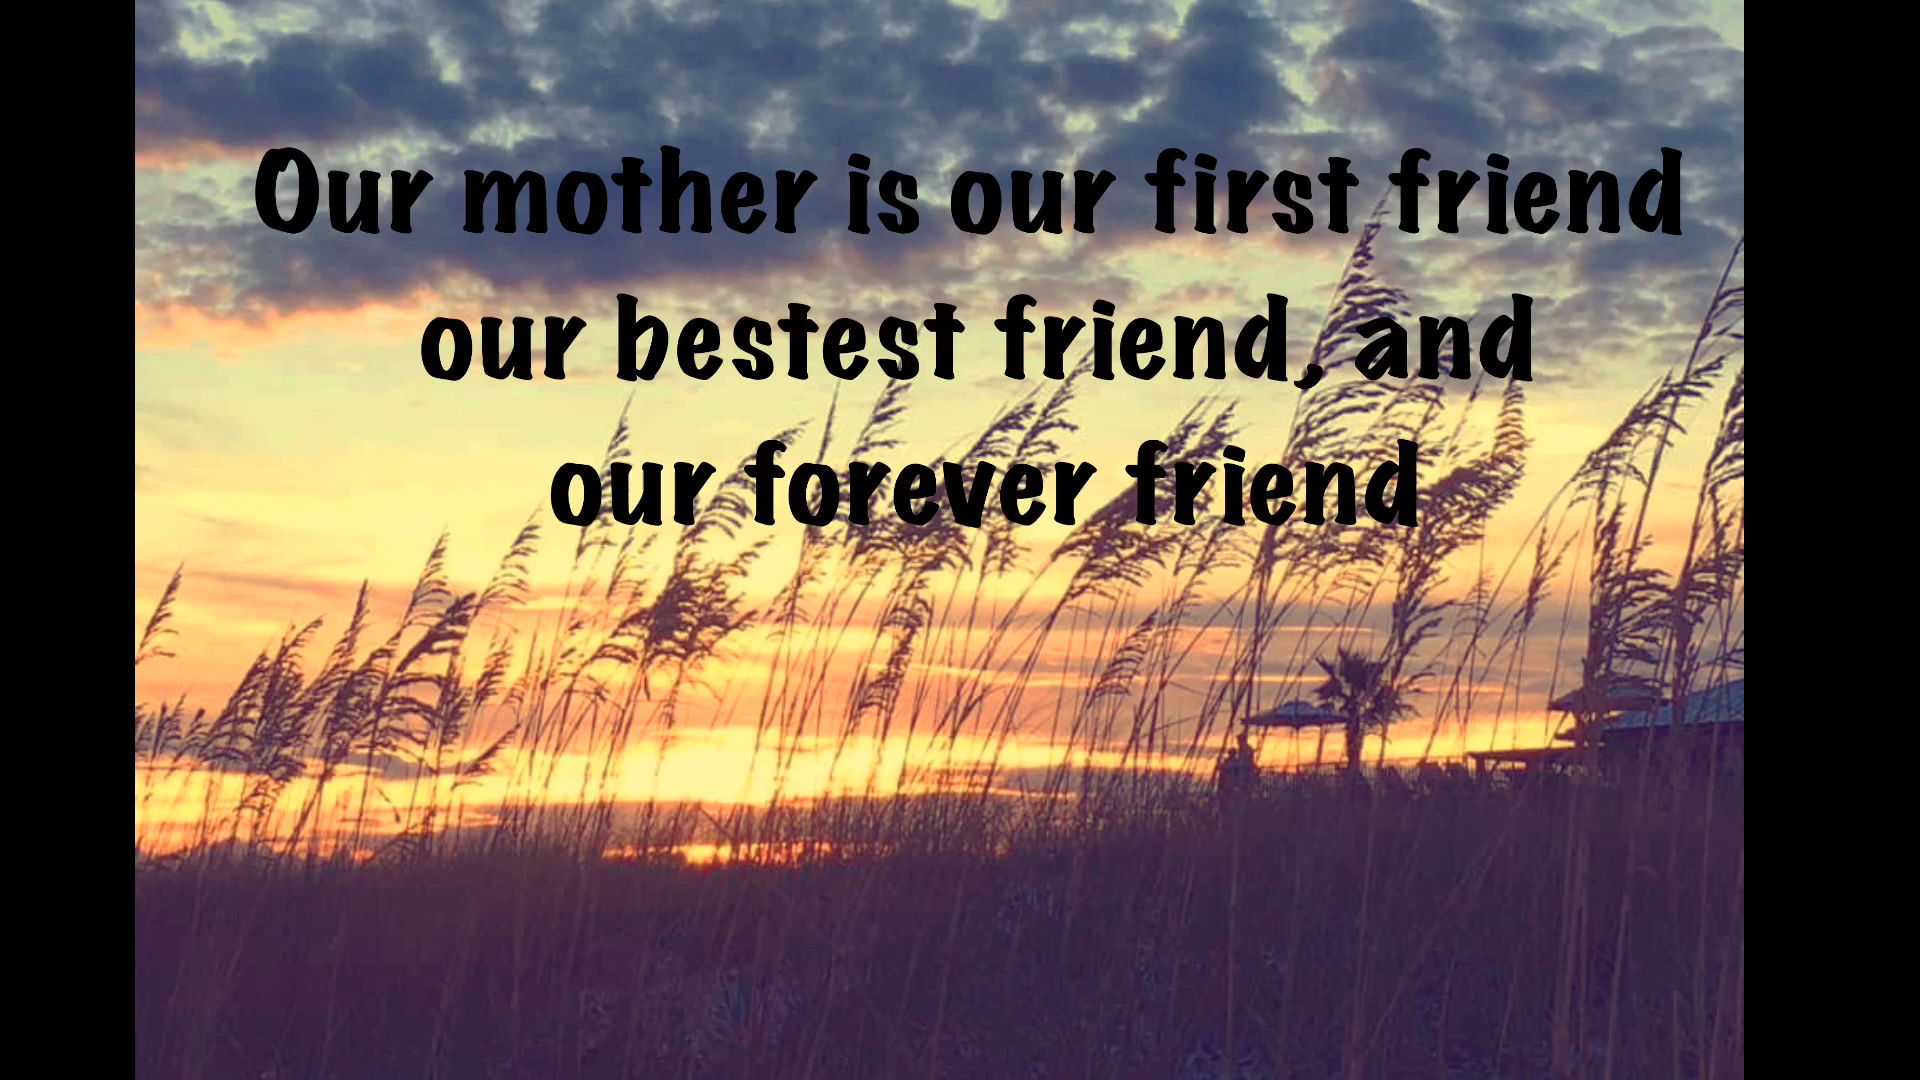 Our mother is our first friend
our bestest friend, and
our forever friend